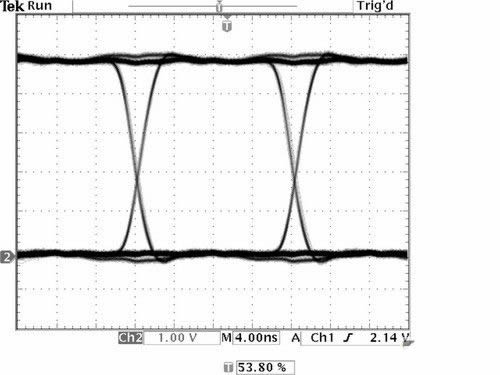 Tek Run Trig'd
T
2
Ch2 1.00 V M 4.00ns A Ch1 2.14 V
T 53.80 %